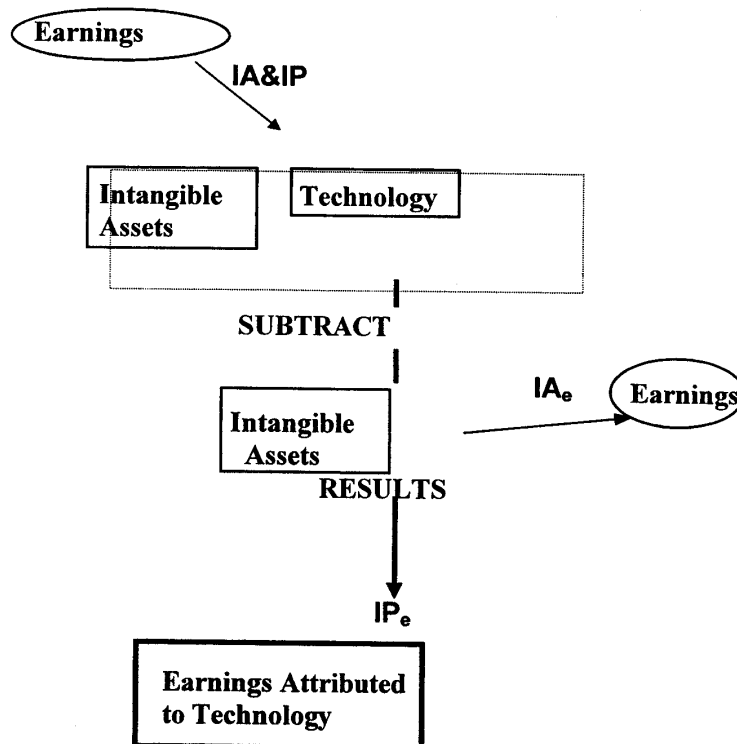 Earnings
IA&IP
Intangible
Assets
Technology
SUBTRACT
IAe
Earnings
Intangible
Assets
RESULTS
IPe
Earnings Attributed
to Technology